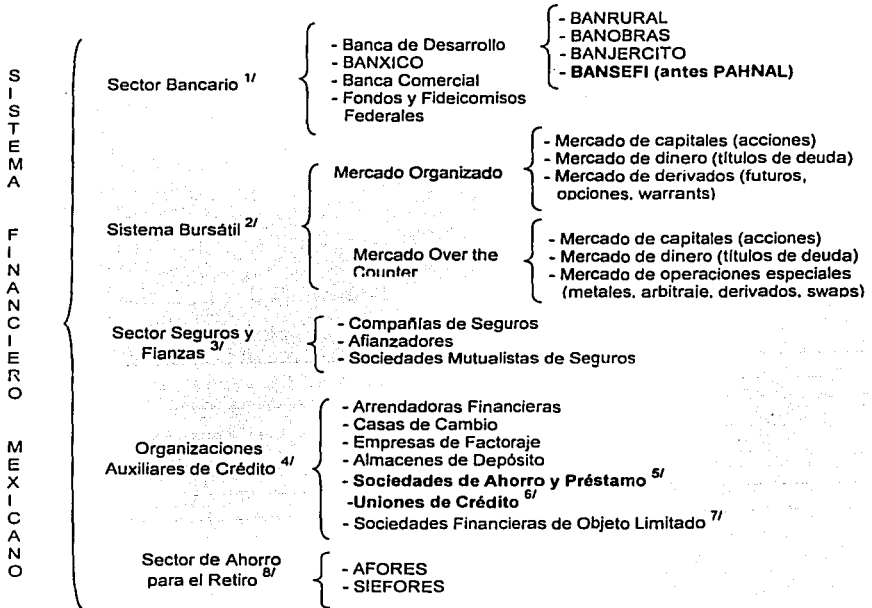 SISTEMA FINANCIERO MEXICANO
Sector Bancario 1/
- Banca de Desarrollo
- BANXICO
- Banca Comercial
- Fondos y Fideicomisos
Federales
- BANRURAL
- BANOBRAS
- BANJERCITO
- BANSEFI (antes PAHNAL)
Sistema Bursátil 2/
Mercado Organizado
- Mercado de capitales (acciones)
- Mercado de dinero (títulos de deuda)
- Mercado de derivados (futuros,
opciones, warrants)
Mercado Over the
Counter
- Mercado de capitales (acciones)
- Mercado de dinero (títulos de deuda)
- Mercado de operaciones especiales
(metales, arbitraje, derivados, swaps)
Sector Seguros y
Fianzas 3/
- Compañías de Seguros
- Afianzadores
- Sociedades Mutualistas de Seguros
Organizaciones
Auxiliares de Crédito 4/
- Arrendadoras Financieras
- Casas de Cambio
- Empresas de Factoraje
- Almacenes de Depósito
- Sociedades de Ahorro y Préstamo 5/
-Uniones de Crédito 6/
- Sociedades Financieras de Objeto Limitado 7/
Sector de Ahorro
para el Retiro 8/
- AFORES
- SIEFORES